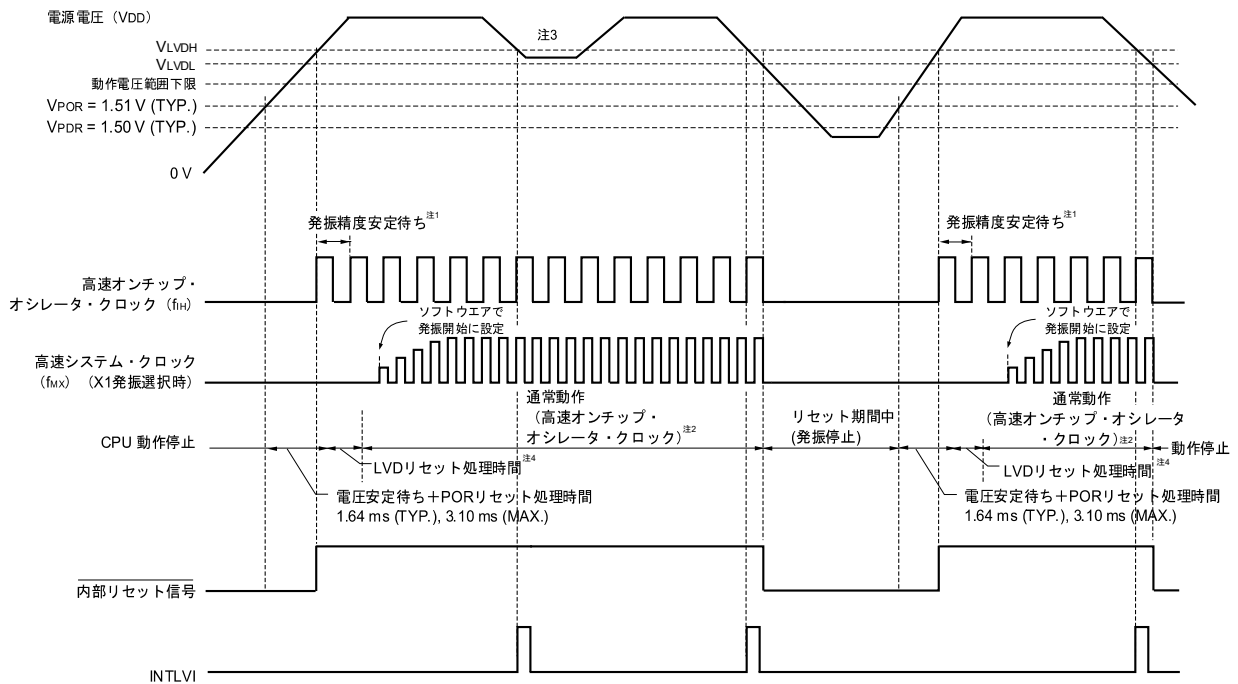 電源電圧（VDD）
注3
VLVDH
VLVDL
動作電圧範囲下限
VPOR = 1.51 V (TYP.)
VPDR = 1.50 V (TYP.)
0 V
発振精度安定待ち注1
発振精度安定待ち注1
高速オンチップ・
オシレータ・クロック（fIH）
ソフトウエアで
発振開始に設定
ソフトウエアで
発振開始に設定
高速システム・クロック
（fMX）（X1発振選択時）
通常動作
（高速オンチップ・
オシレータ・クロック）注2
リセット期間中
(発振停止)
通常動作
（高速オンチップ・オシレータ
・クロック）注2
CPU 動作停止
動作停止
LVDリセット処理時間注4
LVDリセット処理時間注4
電圧安定待ち＋PORリセット処理時間
1.64 ms (TYP.), 3.10 ms (MAX.)
電圧安定待ち＋PORリセット処理時間
1.64 ms (TYP.), 3.10 ms (MAX.)
内部リセット信号
INTLVI